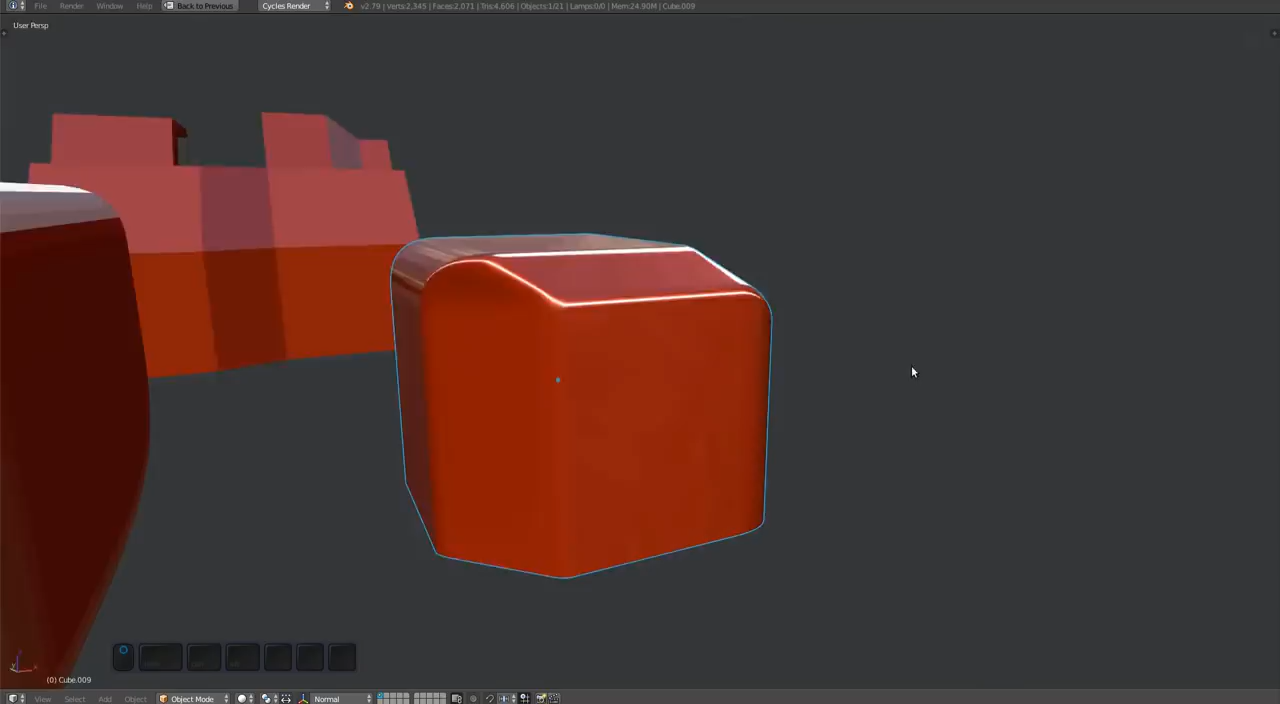 File Render Window Help Back to Previous Cycles Render v2.79 | Verts:2,345 | Faces:2,071 | Tris:4,606 | Objects:1/21 | Lamps:0/0 | Mem:24.90M | Cube.009
User Persp
(0) Cube.009
View Select Add Object Object Mode Normal